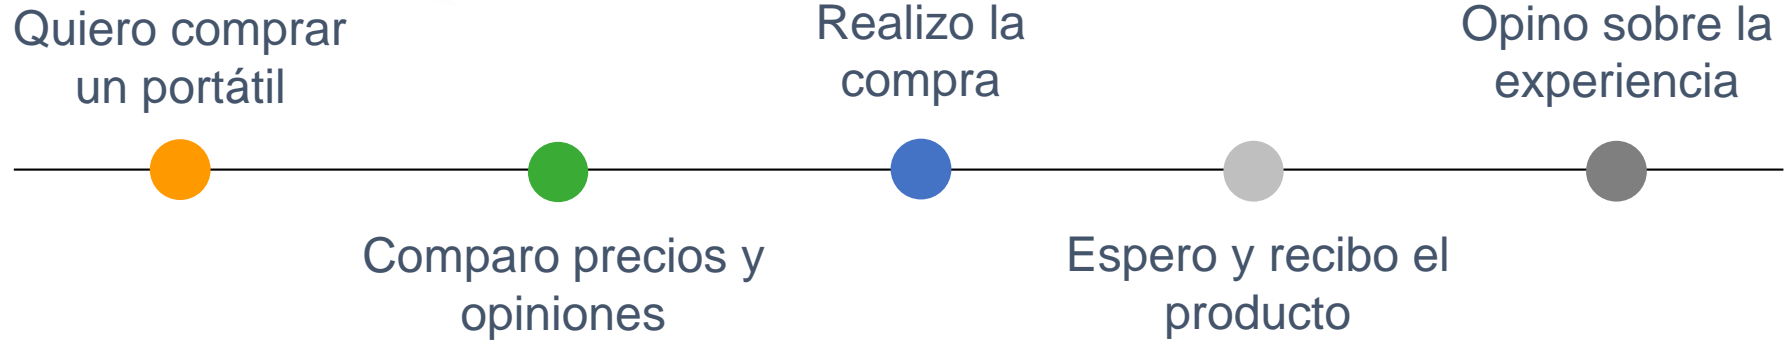 Quiero comprar
un portátil
Comparo precios y
opiniones
Realizo la
compra
Espero y recibo el
producto
Opino sobre la
experiencia